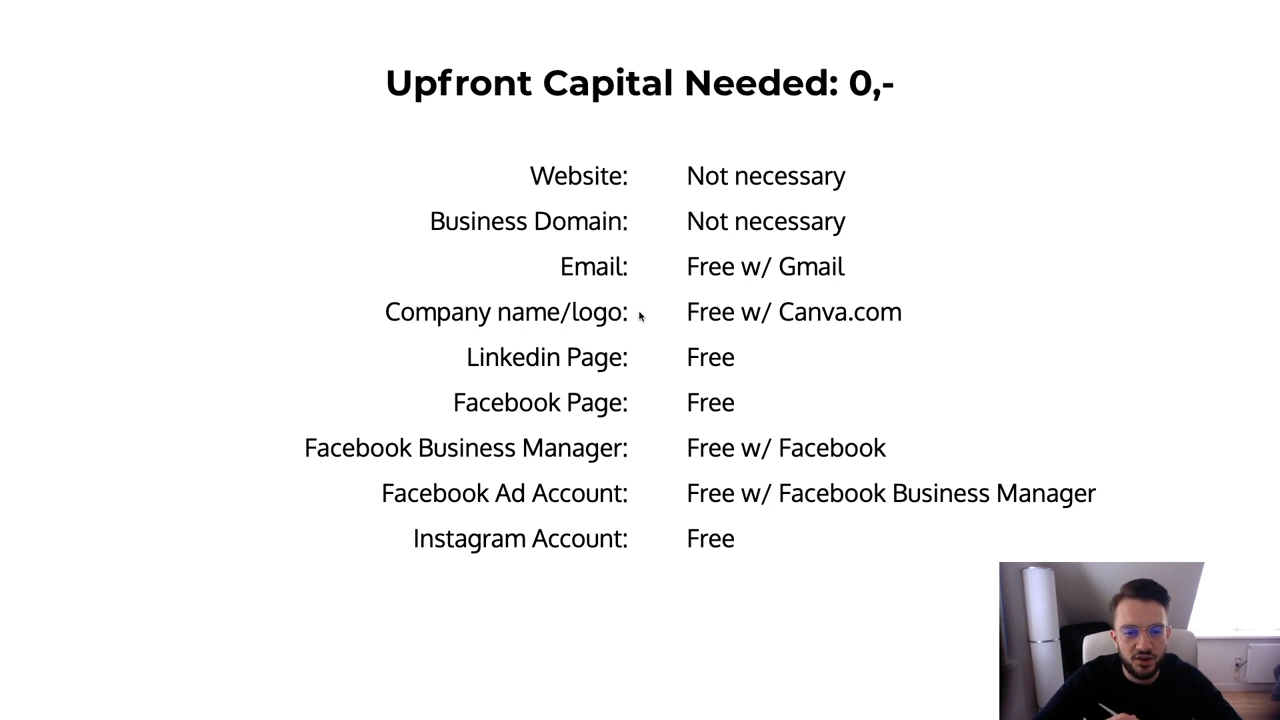 Upfront Capital Needed: 0,-
Website: Not necessary
Business Domain: Not necessary
Email: Free w/ Gmail
Company name/logo: Free w/ Canva.com
Linkedin Page: Free
Facebook Page: Free
Facebook Business Manager: Free w/ Facebook
Facebook Ad Account: Free w/ Facebook Business Manager
Instagram Account: Free